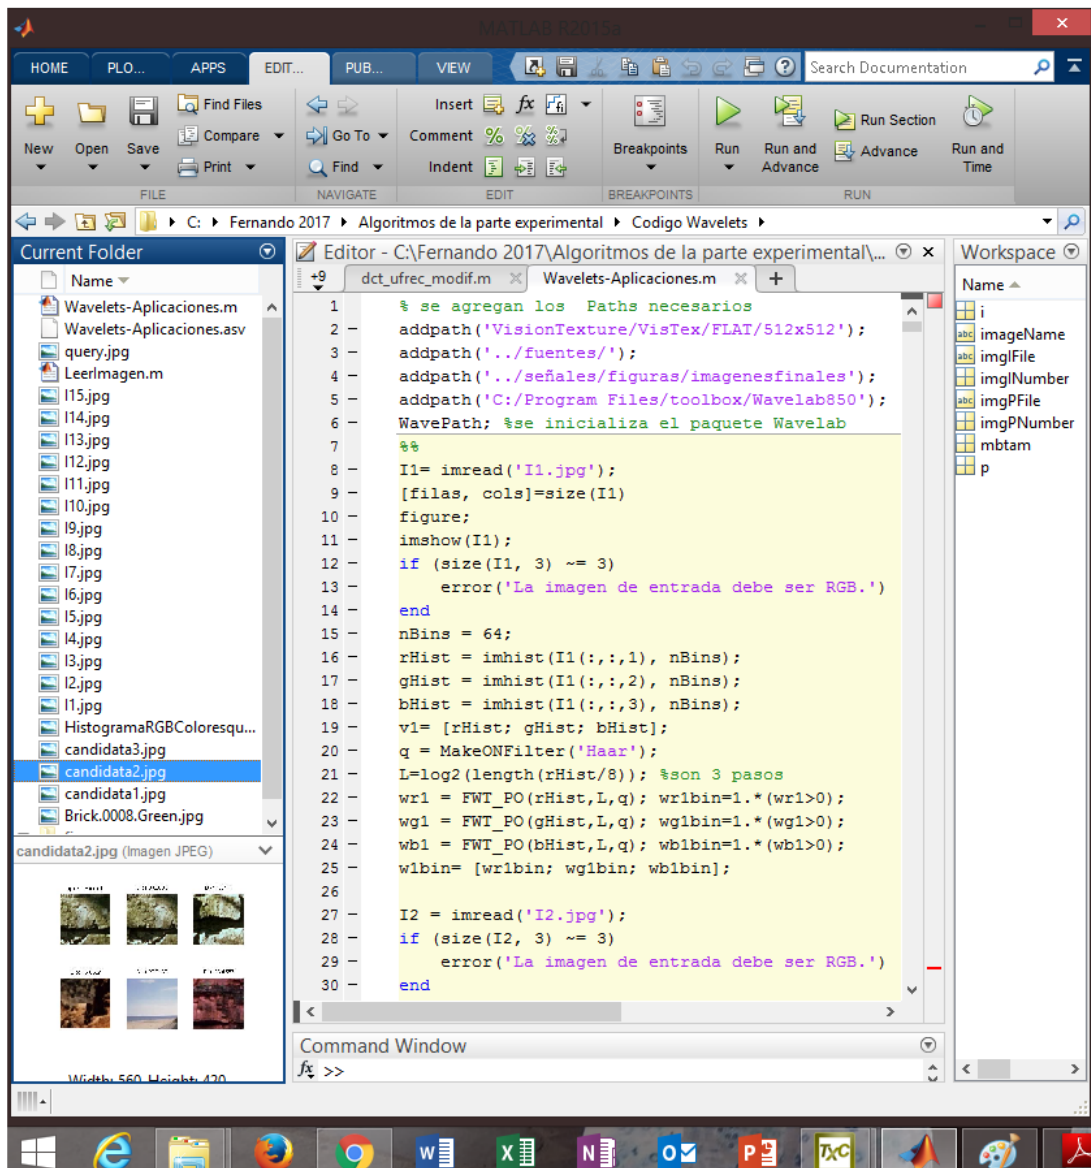 MATLAB R2015a
HOME PLO... APPS EDIT... PUB... VIEW Search Documentation
New Open Save Find Files Compare Print
Go To Find
Insert Comment Indent
Breakpoints Run Run and Advance Run Section Advance Run and Time
FILE NAVIGATE EDIT BREAKPOINTS RUN
C: Fernando 2017 Algoritmos de la parte experimental Codigo Wavelets
Current Folder
Name
Wavelets-Aplicaciones.m
Wavelets-Aplicaciones.asv
query.jpg
LeerImagen.m
I15.jpg
I14.jpg
I13.jpg
I12.jpg
I11.jpg
I10.jpg
I9.jpg
I8.jpg
I7.jpg
I6.jpg
I5.jpg
I4.jpg
I3.jpg
I2.jpg
I1.jpg
HistogramaRGBColoresqu...
candidata3.jpg
candidata2.jpg
candidata1.jpg
Brick.0008.Green.jpg
candidata2.jpg (Imagen JPEG)
Width: 560 Height: 420
Editor - C:\Fernando 2017\Algoritmos de la parte experimental\...
+9 dct_ufrec_modif.m Wavelets-Aplicaciones.m
1 % se agregan los Paths necesarios
2 addpath('VisionTexture/VisTex/FLAT/512x512');
3 addpath('../fuentes/');
4 addpath('../señales/figuras/imagenesfinales');
5 addpath('C:/Program Files/toolbox/Wavelab850');
6 WavePath; %se inicializa el paquete Wavelab
7 %%
8 I1= imread('I1.jpg');
9 [filas, cols]=size(I1)
10 figure;
11 imshow(I1);
12 if (size(I1, 3) ~= 3)
13 error('La imagen de entrada debe ser RGB.')
14 end
15 nBins = 64;
16 rHist = imhist(I1(:,:,1), nBins);
17 gHist = imhist(I1(:,:,2), nBins);
18 bHist = imhist(I1(:,:,3), nBins);
19 v1= [rHist; gHist; bHist];
20 q = MakeONFilter('Haar');
21 L=log2(length(rHist/8)); %son 3 pasos
22 wr1 = FWT_PO(rHist,L,q); wr1bin=1.*(wr1>0);
23 wg1 = FWT_PO(gHist,L,q); wg1bin=1.*(wg1>0);
24 wb1 = FWT_PO(bHist,L,q); wb1bin=1.*(wb1>0);
25 w1bin= [wr1bin; wg1bin; wb1bin];
26
27 I2 = imread('I2.jpg');
28 if (size(I2, 3) ~= 3)
29 error('La imagen de entrada debe ser RGB.')
30 end
Command Window
fx >>
Workspace
Name
i
imageName
imgIFile
imgINumber
imgPFile
imgPNumber
mbtam
p